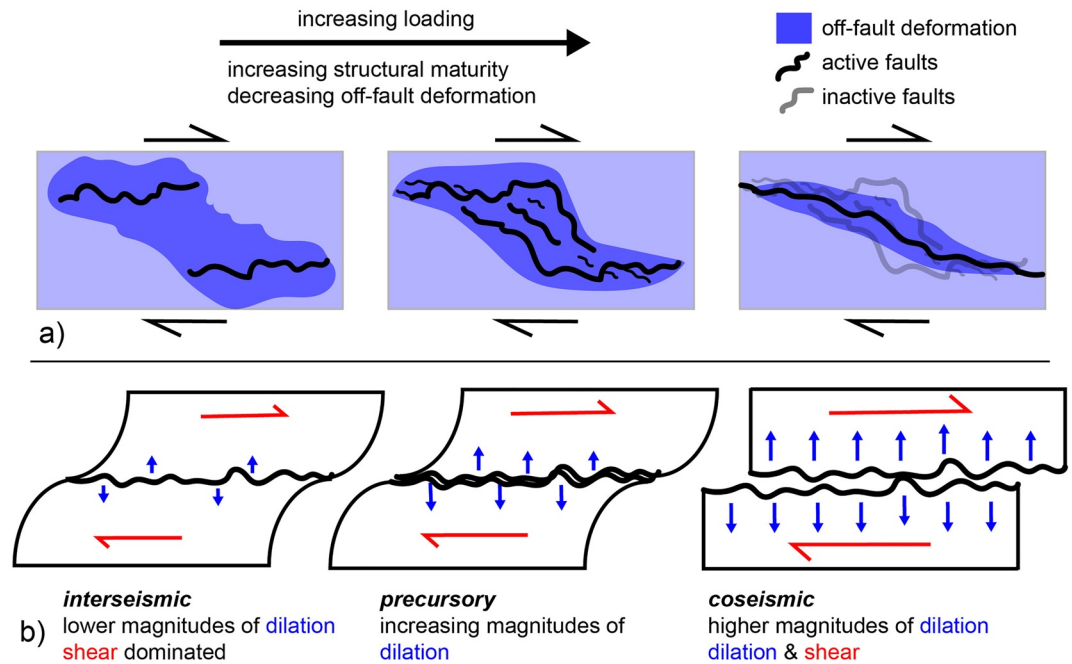 increasing loading
increasing structural maturity
decreasing off-fault deformation
off-fault deformation
active faults
inactive faults
a)
b)
interseismic
lower magnitudes of dilation
shear dominated
precursory
increasing magnitudes of
dilation
coseismic
higher magnitudes of dilation
dilation & shear